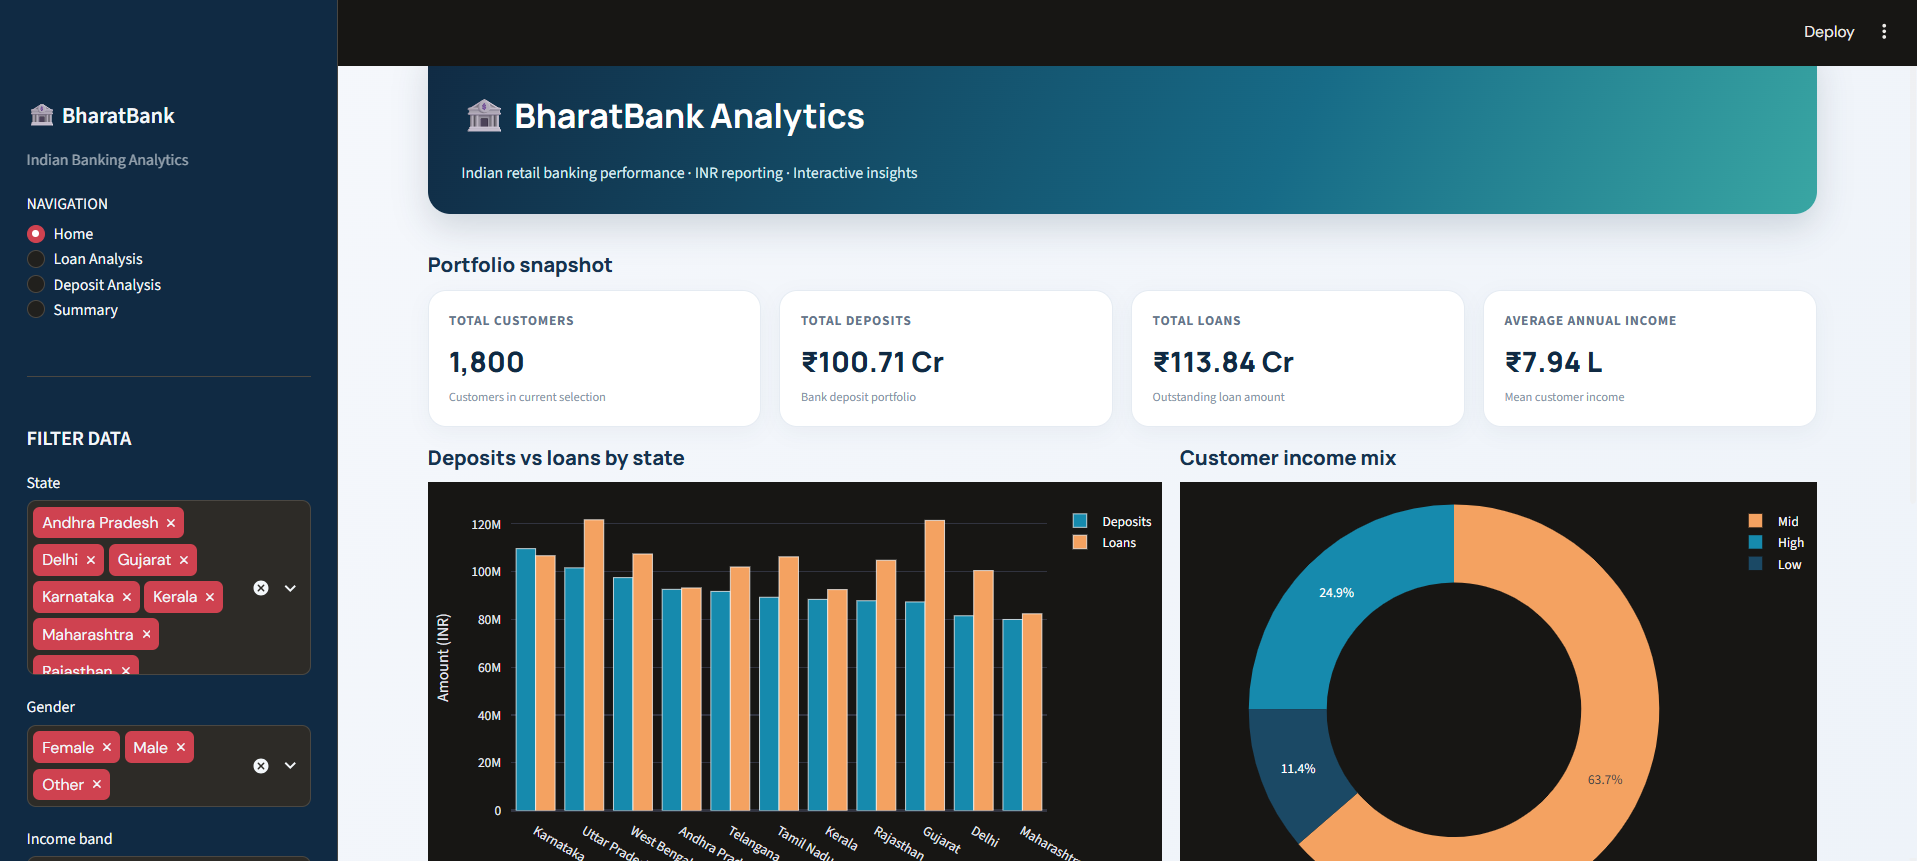 Deploy
BharatBank
Indian Banking Analytics
NAVIGATION
Home
Loan Analysis
Deposit Analysis
Summary
FILTER DATA
State
Andhra Pradesh ×
Delhi × Gujarat ×
Karnataka × Kerala ×
Maharashtra ×
Rajasthan ×
Gender
Female × Male ×
Other ×
Income band
BharatBank Analytics
Indian retail banking performance · INR reporting · Interactive insights
Portfolio snapshot
TOTAL CUSTOMERS
1,800
Customers in current selection
TOTAL DEPOSITS
₹100.71 Cr
Bank deposit portfolio
TOTAL LOANS
₹113.84 Cr
Outstanding loan amount
AVERAGE ANNUAL INCOME
₹7.94 L
Mean customer income
Deposits vs loans by state
Deposits
Loans
Amount (INR)
120M
100M
80M
60M
40M
20M
0
Karnataka
Uttar
West
Andhra
Telangana
Tamil
Kerala
Rajasthan
Gujarat
Delhi
Customer income mix
Mid
High
Low
24.9%
11.4%
63.7%